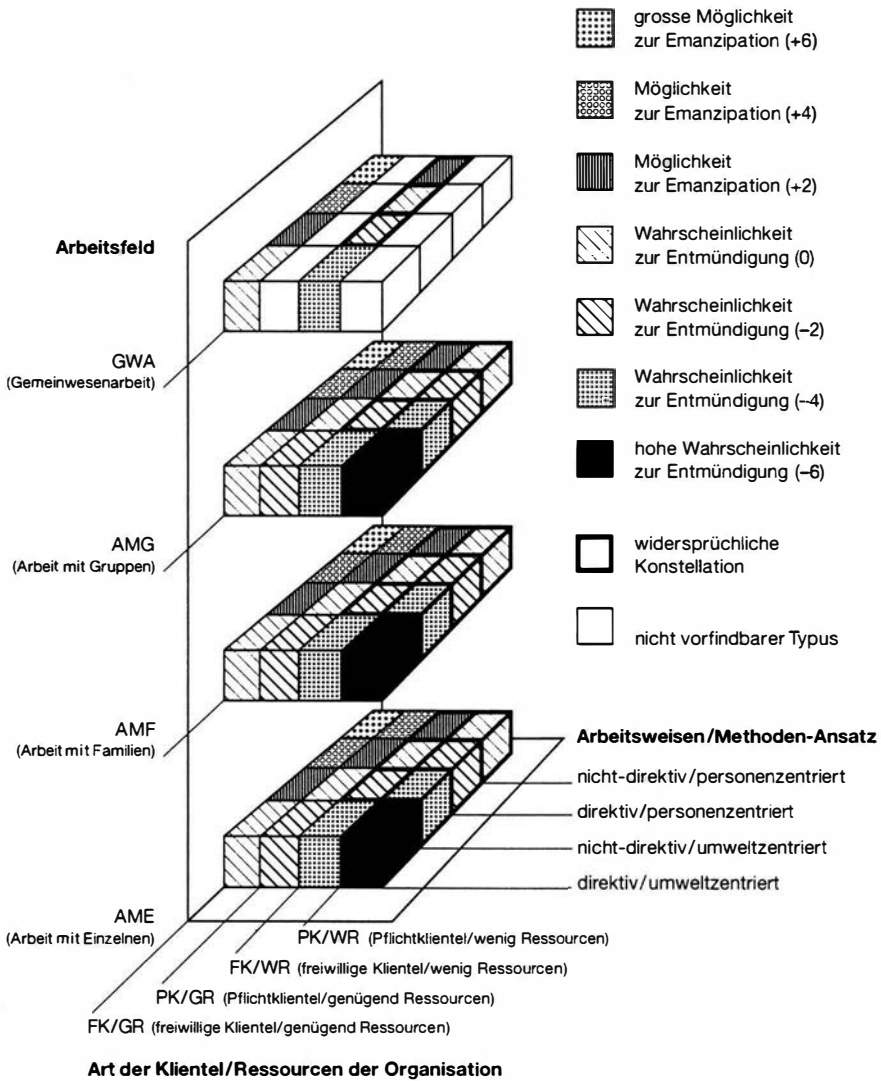 grosse Möglichkeit
zur Emanzipation (+6)
Möglichkeit
zur Emanzipation (+4)
Möglichkeit
zur Emanzipation (+2)
Wahrscheinlichkeit
zur Entmündigung (0)
Wahrscheinlichkeit
zur Entmündigung (–2)
Wahrscheinlichkeit
zur Entmündigung (–4)
hohe Wahrscheinlichkeit
zur Entmündigung (–6)
widersprüchliche
Konstellation
nicht vorfindbarer Typus
Arbeitsfeld
GWA
(Gemeinwesenarbeit)
AMG
(Arbeit mit Gruppen)
AMF
(Arbeit mit Familien)
AME
(Arbeit mit Einzelnen)
Arbeitsweisen/Methoden-Ansatz
nicht-direktiv/personenzentriert
direktiv/personenzentriert
nicht-direktiv/umweltzentriert
direktiv/umweltzentriert
PK/WR (Pflichtklientel/wenig Ressourcen)
FK/WR (freiwillige Klientel/wenig Ressourcen)
PK/GR (Pflichtklientel/genügend Ressourcen)
FK/GR (freiwillige Klientel/genügend Ressourcen)
Art der Klientel/Ressourcen der Organisation